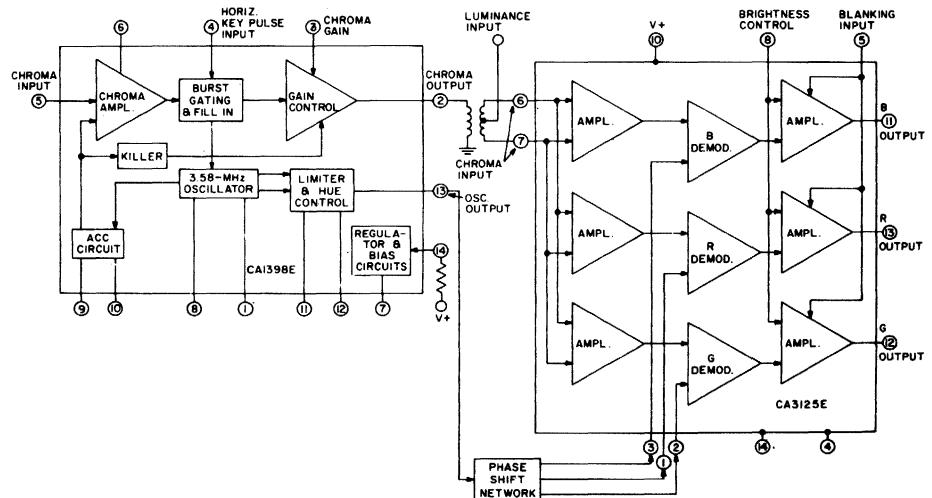 HORIZ.
KEY PULSE
INPUT
CHROMA
GAIN
LUMINANCE
INPUT
V+
BRIGHTNESS
CONTROL
BLANKING
INPUT
6
4
3
10
8
5
CHROMA
INPUT
5
CHROMA
AMPL.
BURST
GATING
& FILL IN
GAIN
CONTROL
CHROMA
OUTPUT
2
6
7
CHROMA
INPUT
AMPL.
B
DEMOD.
AMPL.
B
11
OUTPUT
KILLER
3.58-MHz
OSCILLATOR
LIMITER
& HUE
CONTROL
13
OSC.
OUTPUT
AMPL.
R
DEMOD.
AMPL.
R
13
OUTPUT
ACC
CIRCUIT
REGULA-
TOR &
BIAS
CIRCUITS
14
CA1398E
9
10
8
1
11
12
7
V+
AMPL.
G
DEMOD.
AMPL.
G
12
OUTPUT
CA3125E
3
1
2
14
4
PHASE
SHIFT
NETWORK